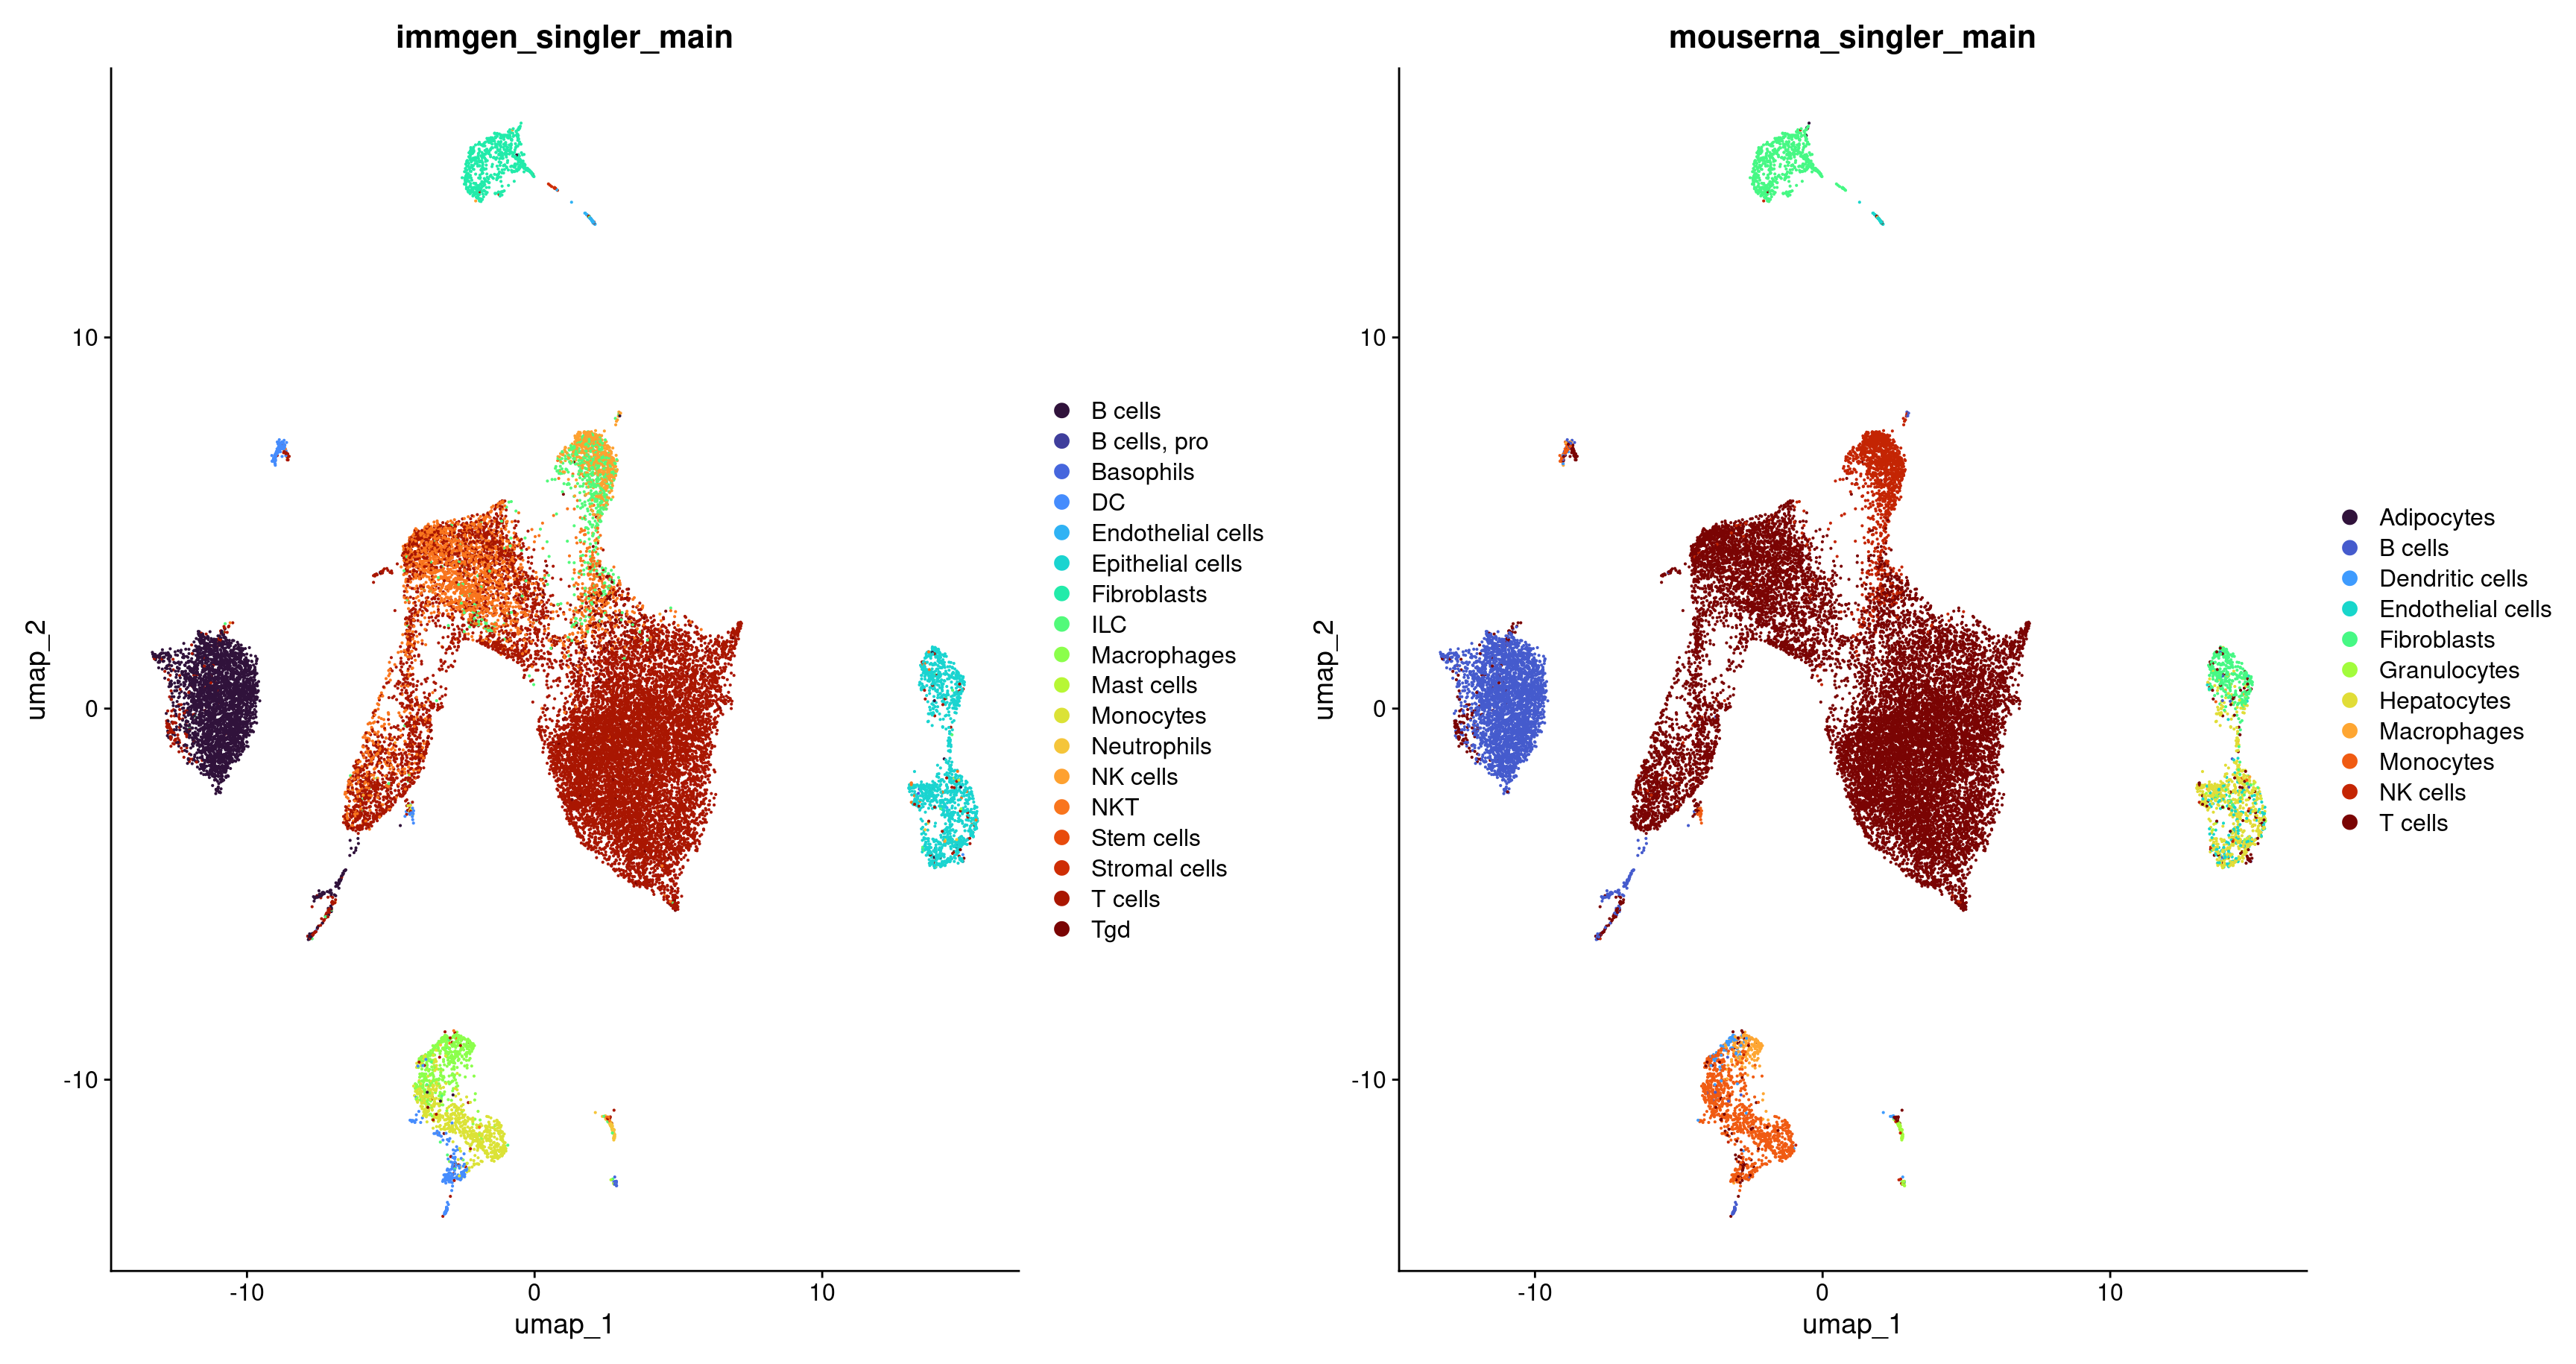 immgen_singler_main
umap_2
10
0
-10
-10
0
10
umap_1
B cells
B cells, pro
Basophils
DC
Endothelial cells
Epithelial cells
Fibroblasts
ILC
Macrophages
Mast cells
Monocytes
Neutrophils
NK cells
NKT
Stem cells
Stromal cells
T cells
Tgd
mouserna_singler_main
umap_2
10
0
-10
-10
0
10
umap_1
Adipocytes
B cells
Dendritic cells
Endothelial cells
Fibroblasts
Granulocytes
Hepatocytes
Macrophages
Monocytes
NK cells
T cells